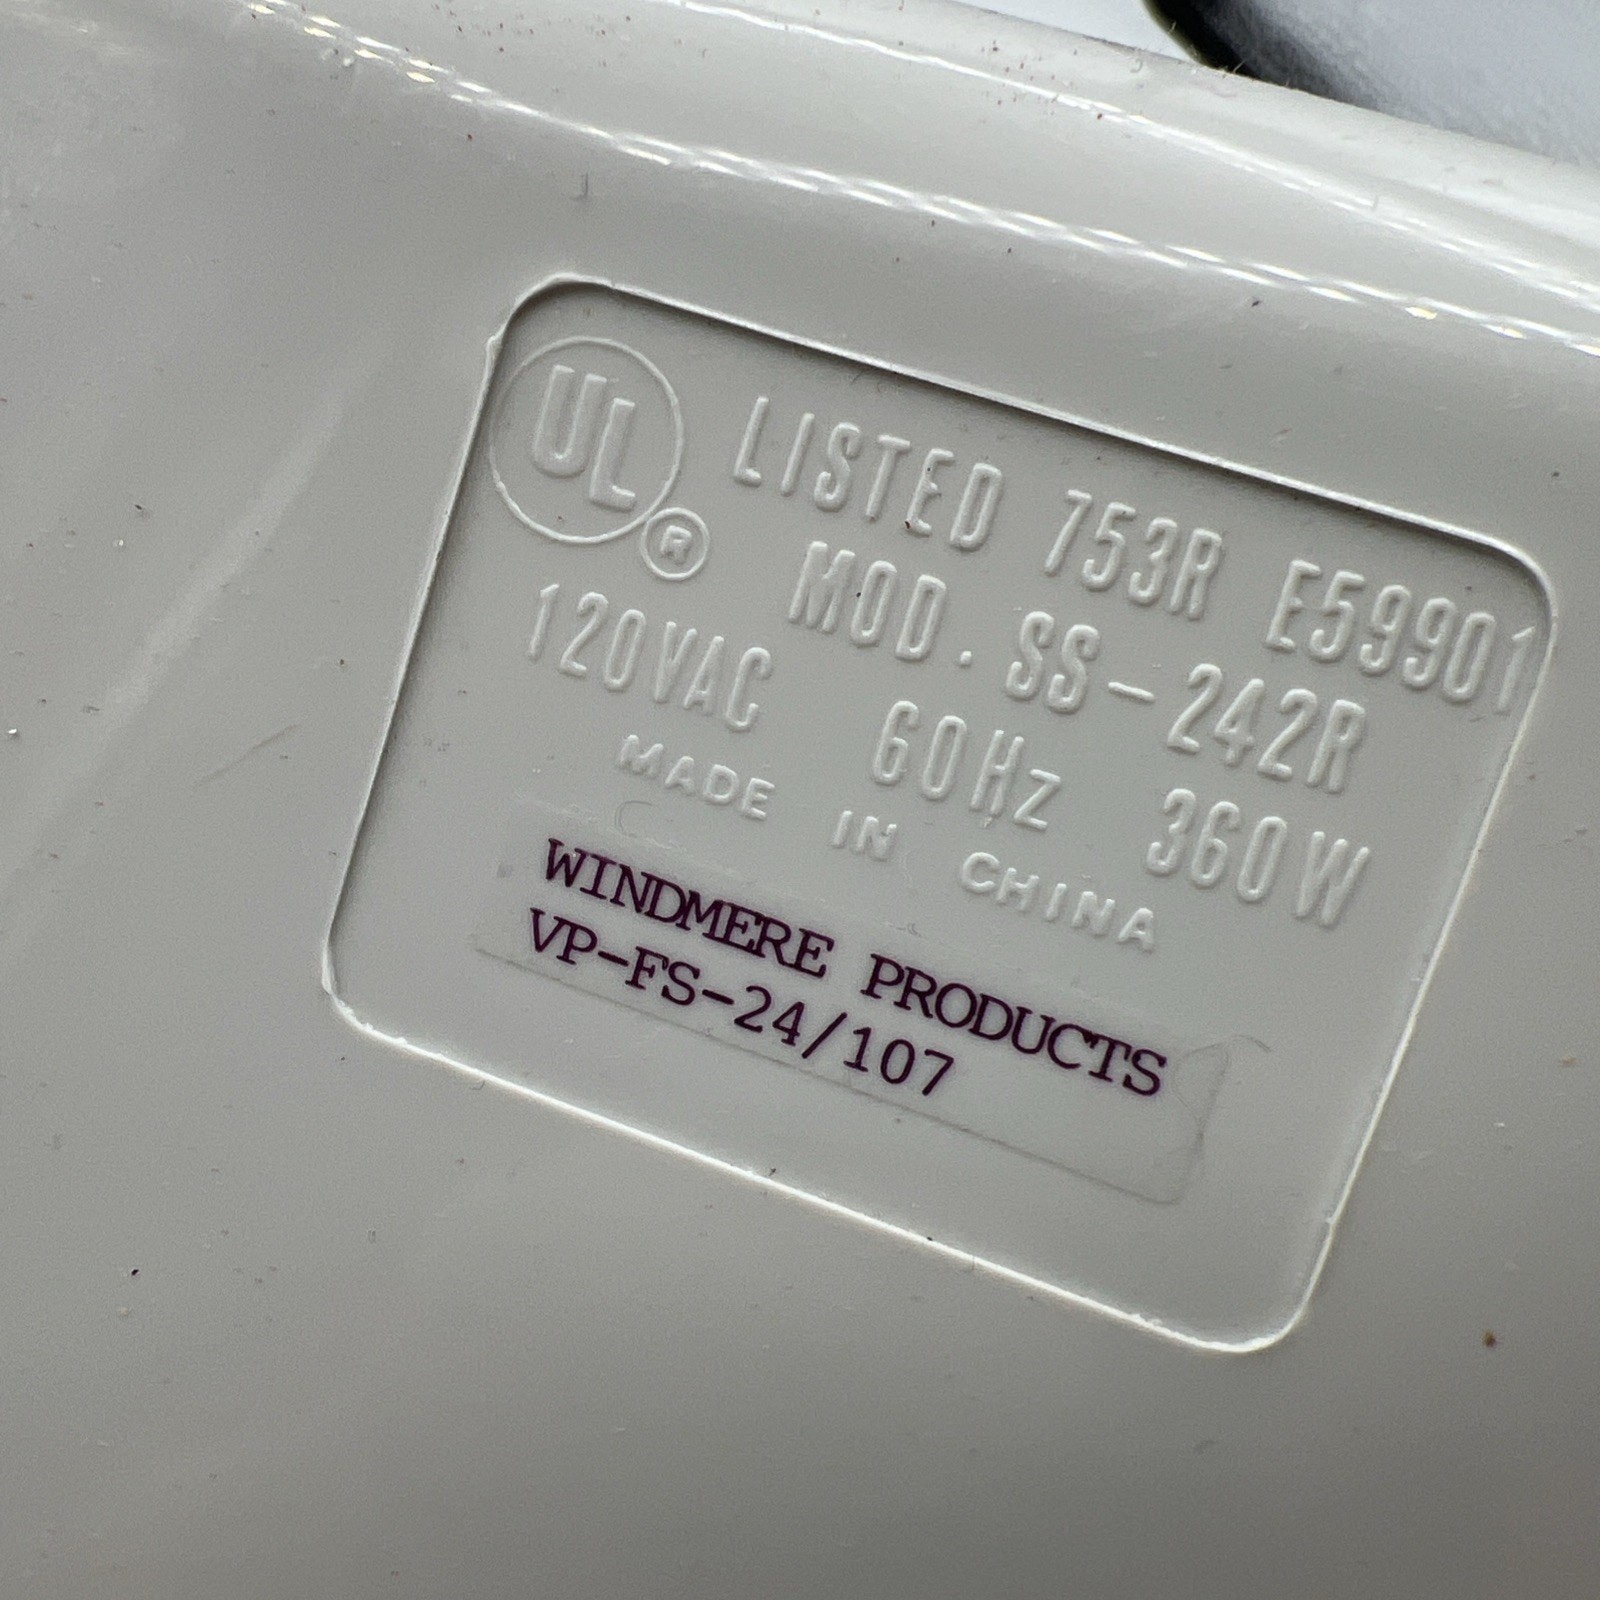 UL ® LISTED 753R E59901
MOD. SS-242R
120VAC 60Hz 360W
MADE IN CHINA
WINDMERE PRODUCTS
VP-FS-24/107